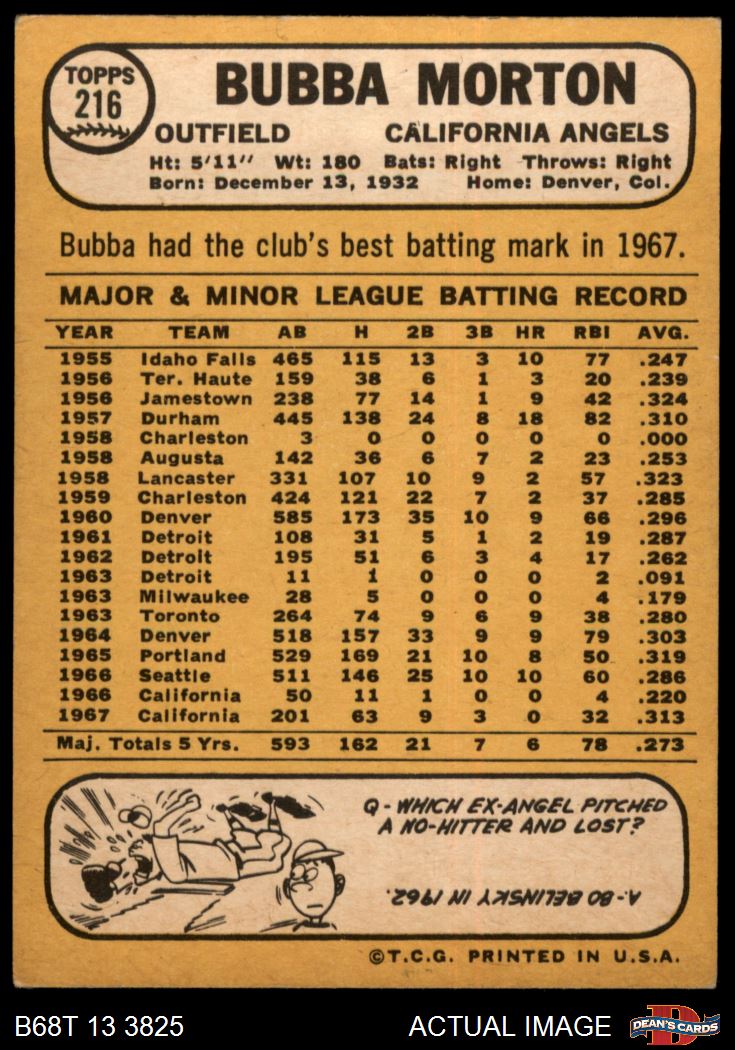 TOPPS
216
BUBBA MORTON
OUTFIELD CALIFORNIA ANGELS
Ht: 5'11" Wt: 180 Bats: Right Throws: Right
Born: December 13, 1932 Home: Denver, Col.
Bubba had the club's best batting mark in 1967.
MAJOR & MINOR LEAGUE BATTING RECORD
YEAR TEAM AB H 2B 3B HR RBI AVG.
1955 Idaho Falls 465 115 13 3 10 77 .247
1956 Ter. Haute 159 38 6 1 3 20 .239
1956 Jamestown 238 77 14 1 9 42 .324
1957 Durham 445 138 24 8 18 82 .310
1958 Charleston 3 0 0 0 0 0 .000
1958 Augusta 142 36 6 7 2 23 .253
1958 Lancaster 331 107 10 9 2 57 .323
1959 Charleston 424 121 22 7 2 37 .285
1960 Denver 585 173 35 10 9 66 .296
1961 Detroit 108 31 5 1 2 19 .287
1962 Detroit 195 51 6 3 4 17 .262
1963 Detroit 11 1 0 0 0 2 .091
1963 Milwaukee 28 5 0 0 0 4 .179
1963 Toronto 264 74 9 6 9 38 .280
1964 Denver 518 157 33 9 9 79 .303
1965 Portland 529 169 21 10 8 50 .319
1966 Seattle 511 146 25 10 10 60 .286
1966 California 50 11 1 0 0 4 .220
1967 California 201 63 9 3 0 32 .313
Maj. Totals 5 Yrs. 593 162 21 7 6 78 .273
Q - WHICH EX-ANGEL PITCHED
A NO-HITTER AND LOST?
A - BO BELINSKY IN 1962.
©T.C.G. PRINTED IN U.S.A.
B68T 13 3825 ACTUAL IMAGE DEAN'S CARDS